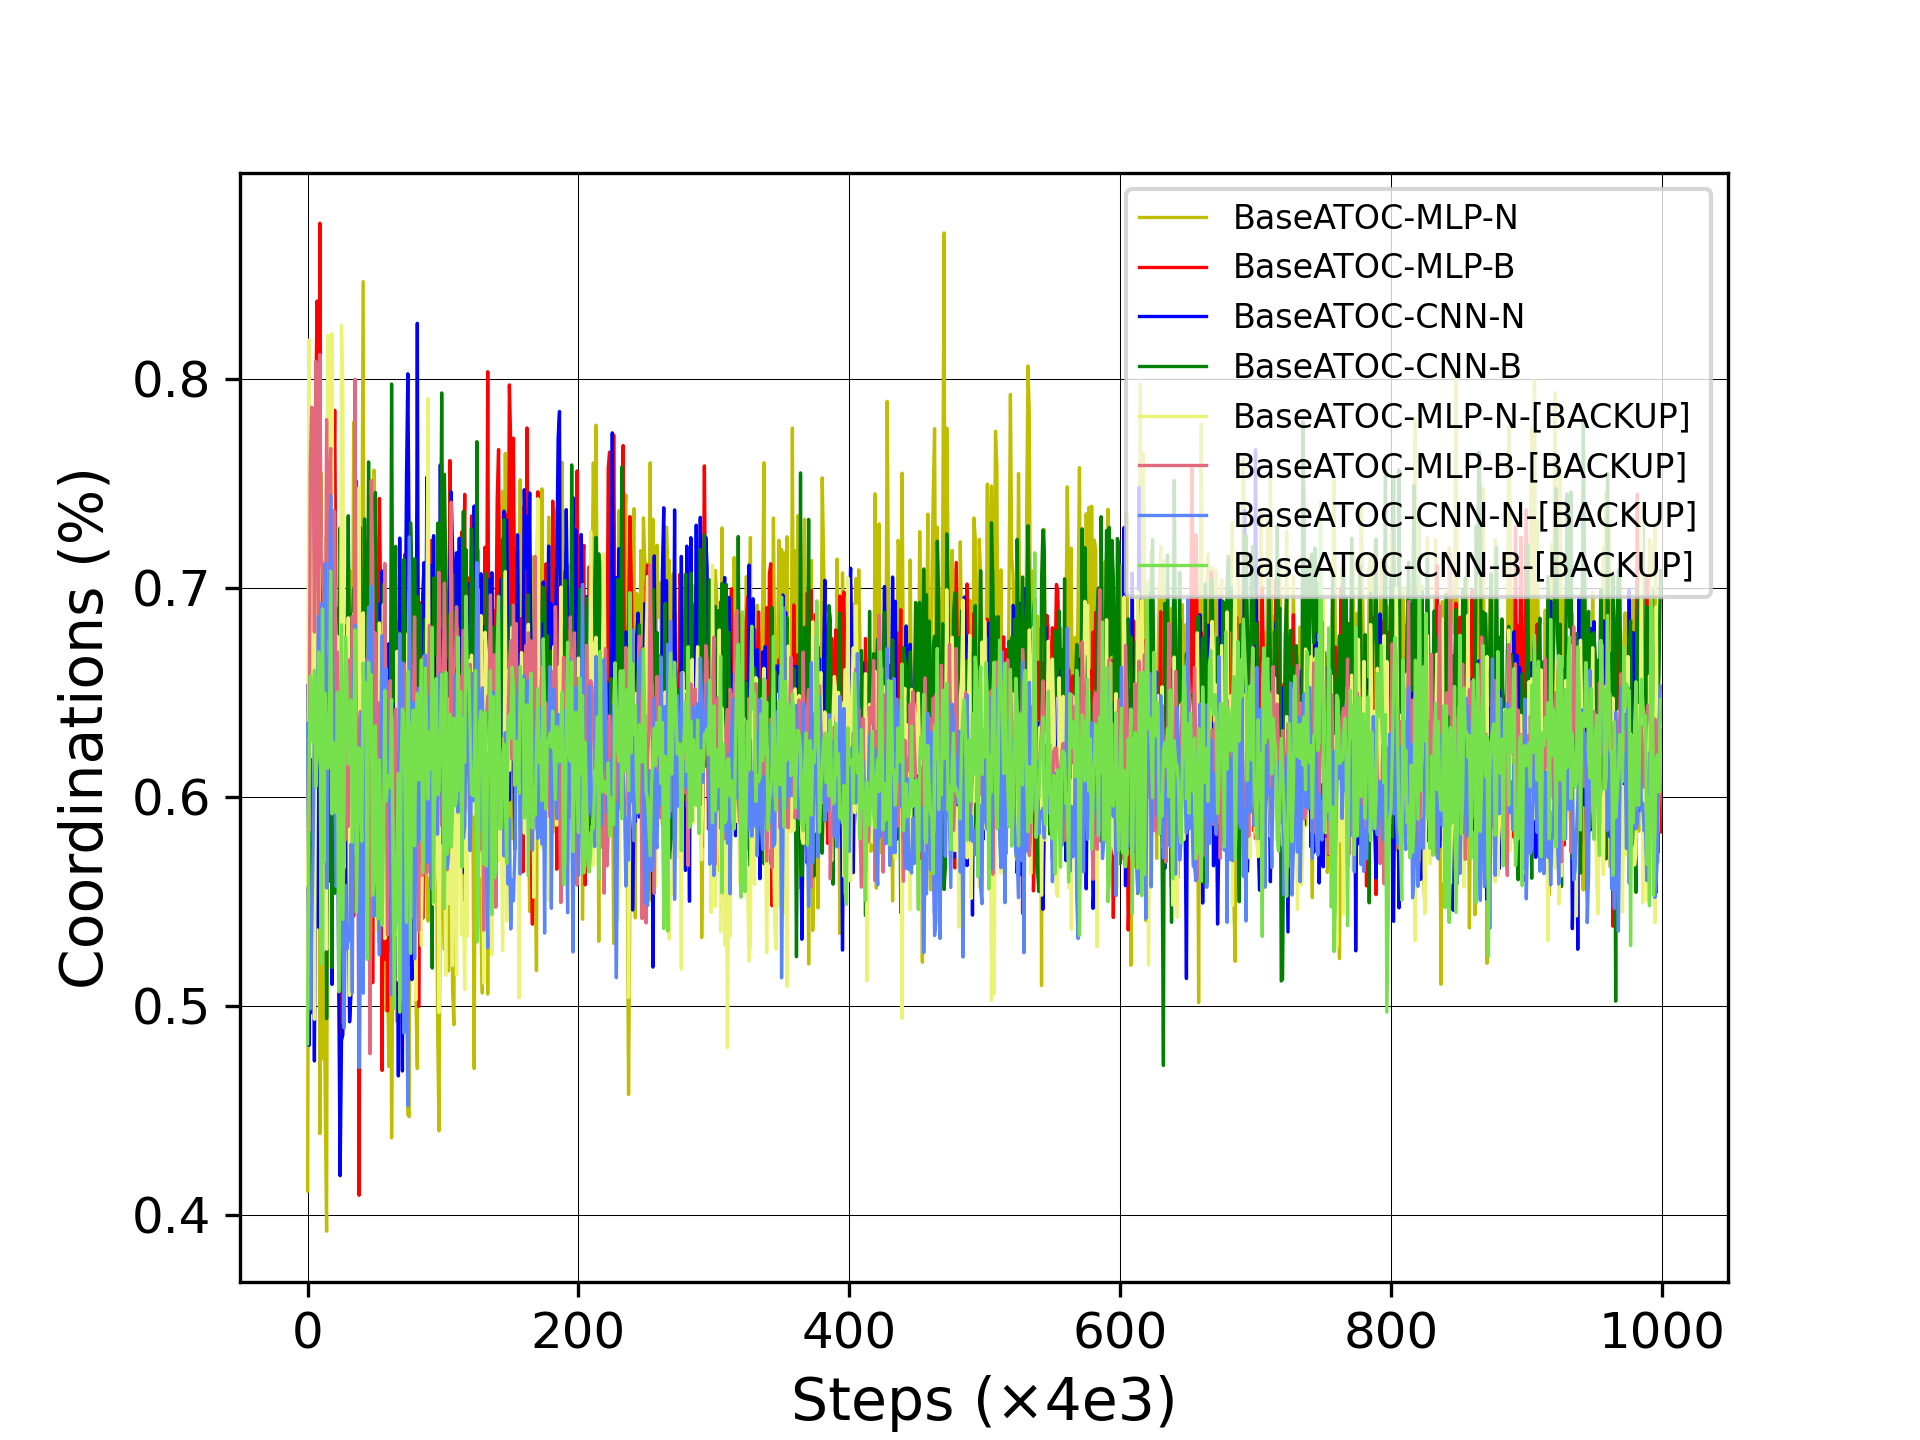 BaseATOC-MLP-N
BaseATOC-MLP-B
BaseATOC-CNN-N
BaseATOC-CNN-B
BaseATOC-MLP-N-[BACKUP]
BaseATOC-MLP-B-[BACKUP]
BaseATOC-CNN-N-[BACKUP]
BaseATOC-CNN-B-[BACKUP]
Coordinations (%)
0.8
0.7
0.6
0.5
0.4
0 200 400 600 800 1000
Steps (×4e3)